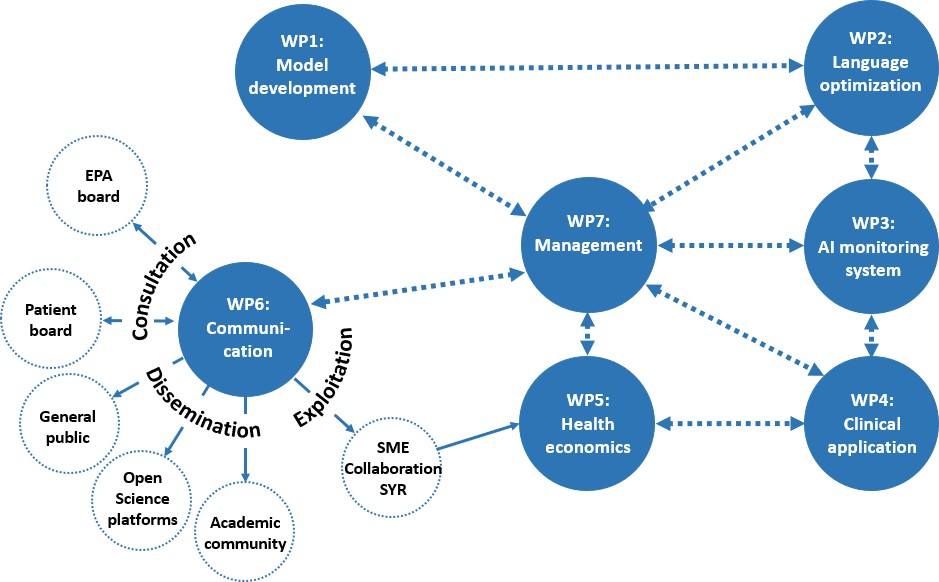 WP1:
Model
development
WP2:
Language
optimization
EPA
board
WP7:
Management
WP3:
AI monitoring
system
Consultation
WP6:
Communi-
cation
Patient
board
Exploitation
Dissemination
General
public
WP5:
Health
economics
WP4:
Clinical
application
SME
Collaboration
SYR
Open
Science
platforms
Academic
community